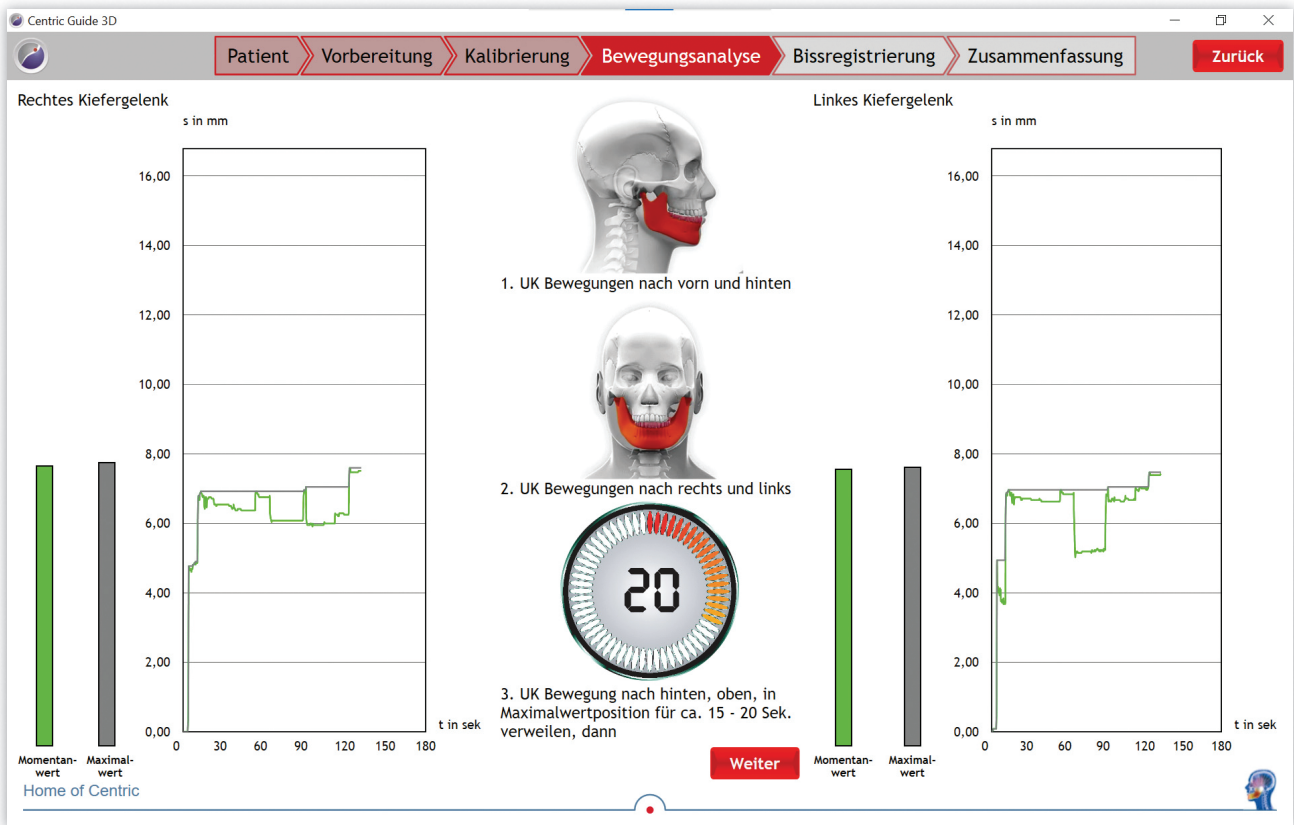 Centric Guide 3D
Patient
Vorbereitung
Kalibrierung
Bewegungsanalyse
Bissregistrierung
Zusammenfassung
Zurück
Rechtes Kiefergelenk
s in mm
16,00
14,00
12,00
10,00
8,00
6,00
4,00
2,00
0,00
0 30 60 90 120 150 180
t in sek
Momentan-
wert
Maximal-
wert
1. UK Bewegungen nach vorn und hinten
2. UK Bewegungen nach rechts und links
20
3. UK Bewegung nach hinten, oben, in
Maximalwertposition für ca. 15 - 20 Sek.
verweilen, dann
Weiter
Linkes Kiefergelenk
s in mm
16,00
14,00
12,00
10,00
8,00
6,00
4,00
2,00
0,00
0 30 60 90 120 150 180
t in sek
Momentan-
wert
Maximal-
wert
Home of Centric